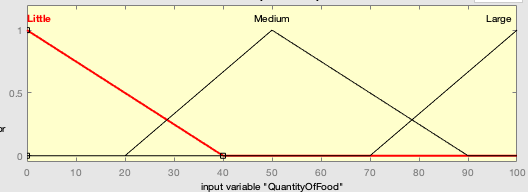 Little Medium Large
1
0.5
or
0
0 10 20 30 40 50 60 70 80 90 100
input variable "QuantityOfFood"